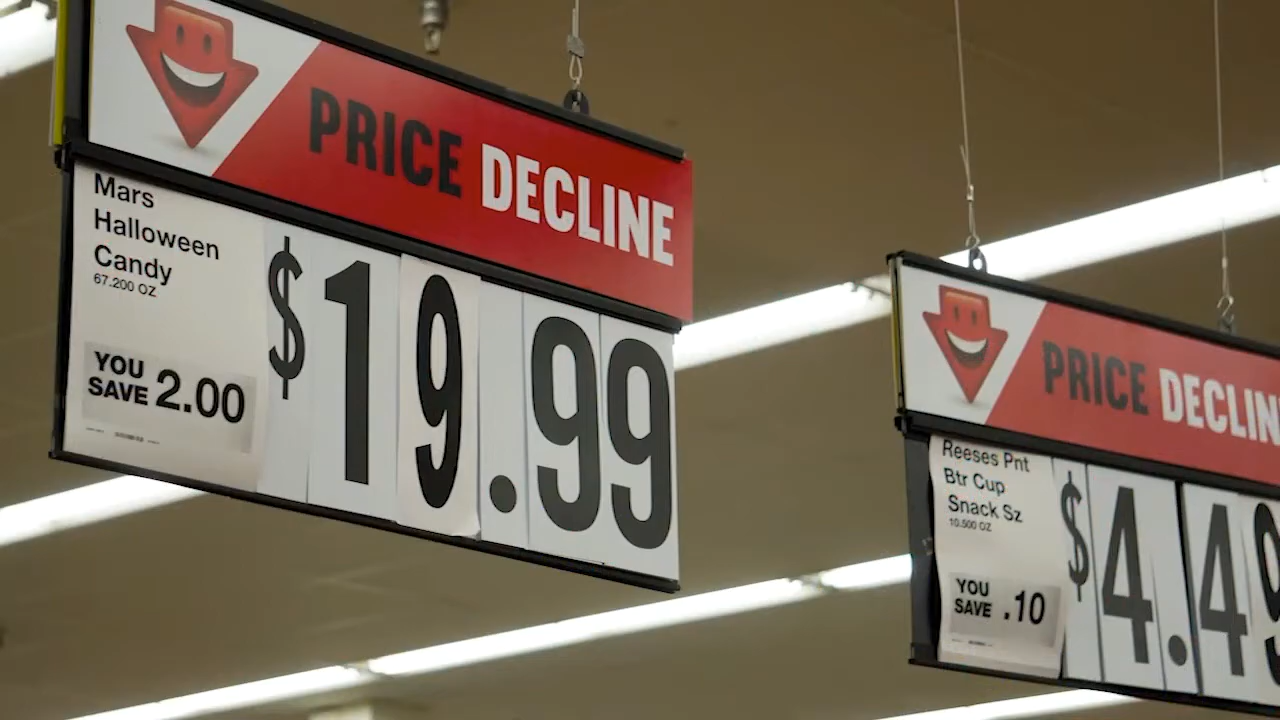 PRICE DECLINE
Mars
Halloween
Candy
67.200 OZ
YOU
SAVE 2.00
$19.99
PRICE DECLIN
Reeses Pnt
Btr Cup
Snack Sz
10.500 OZ
YOU
SAVE .10
$4.49